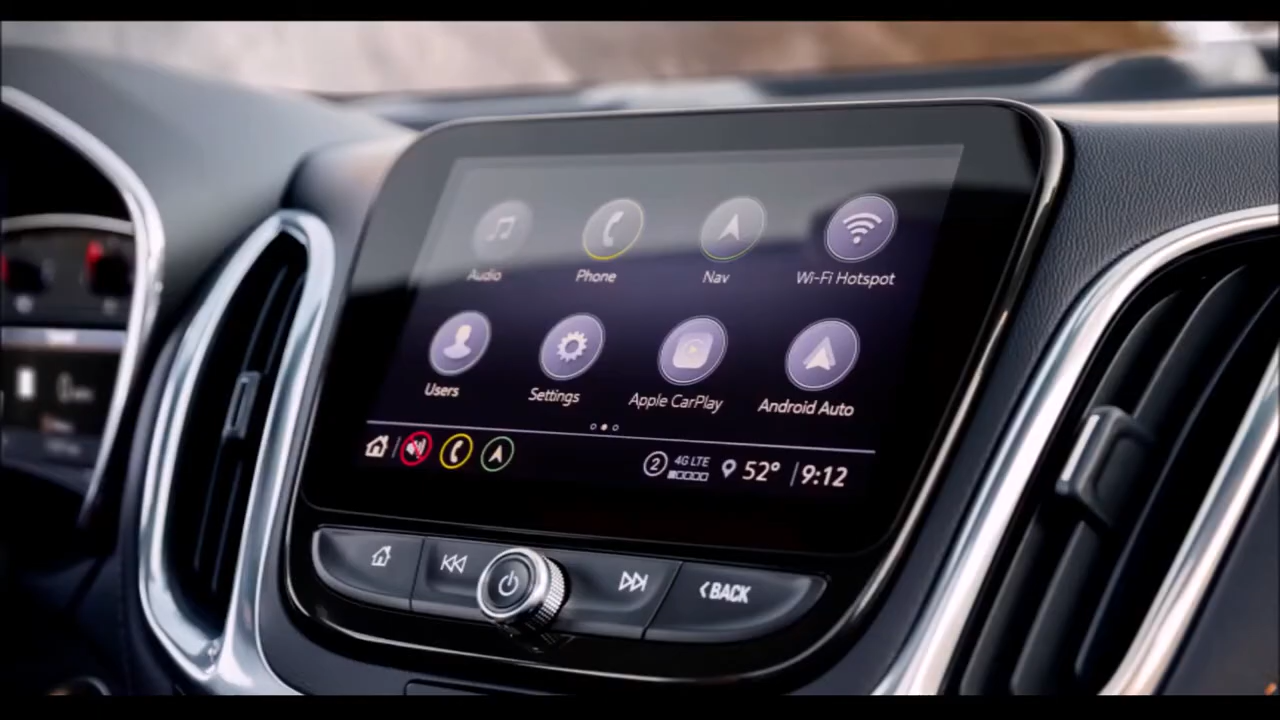 Audio Phone Nav Wi-Fi Hotspot
Users Settings Apple CarPlay Android Auto
2 4G LTE 52° 9:12
< BACK